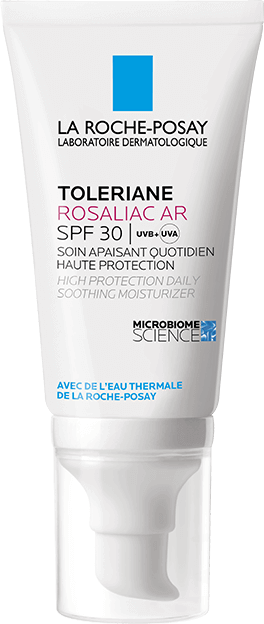 LA ROCHE-POSAY
LABORATOIRE DERMATOLOGIQUE
TOLERIANE
ROSALIAC AR
SPF 30 | UVB + UVA
SOIN APAISANT QUOTIDIEN
HAUTE PROTECTION
HIGH PROTECTION DAILY
SOOTHING MOISTURIZER
MICROBIOME
SCIENCE
AVEC DE L'EAU THERMALE
DE LA ROCHE-POSAY